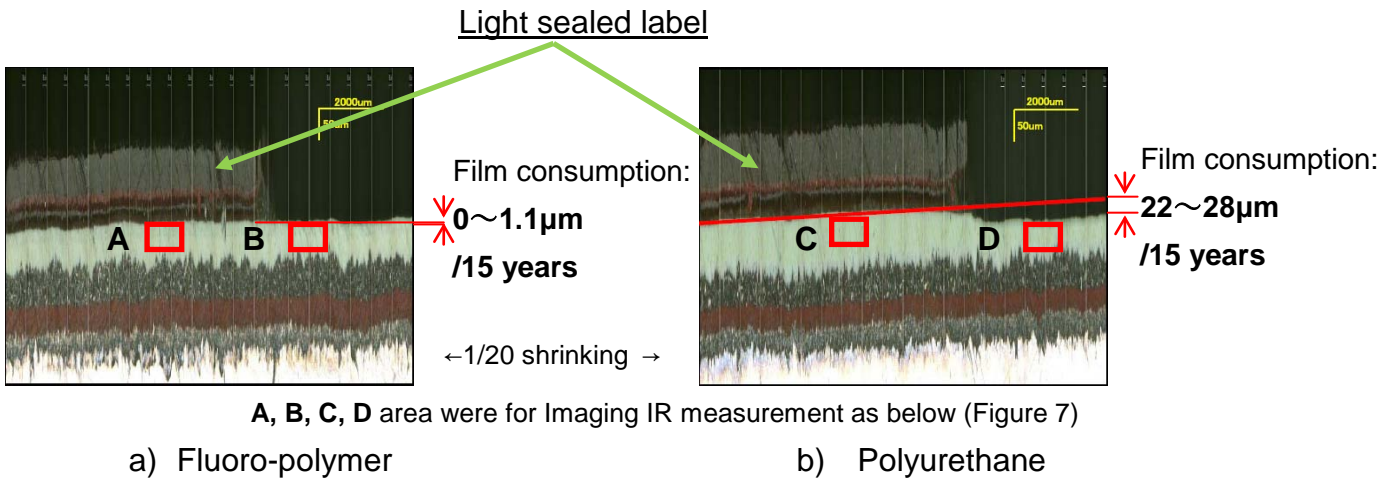 Light sealed label
2000um
50um
Film consumption:
0～1.1μm
/15 years
A
B
←1/20 shrinking →
2000um
50um
Film consumption:
22～28μm
/15 years
C
D
A, B, C, D area were for Imaging IR measurement as below (Figure 7)
a) Fluoro-polymer
b) Polyurethane